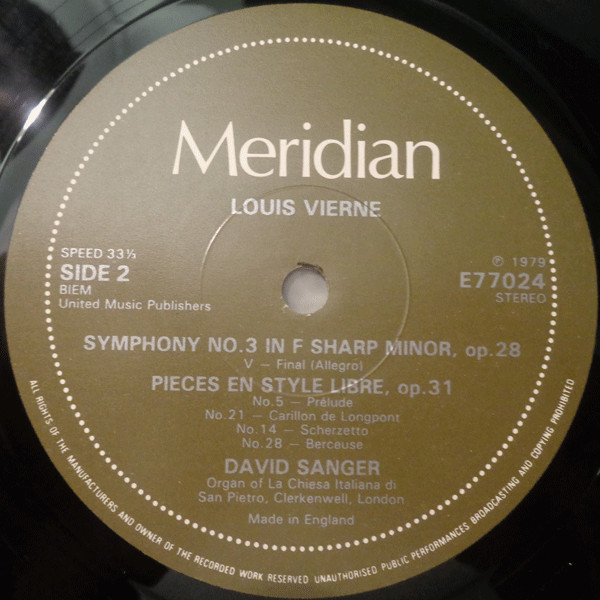 Meridian
LOUIS VIERNE
SPEED 33⅓
SIDE 2
BIEM
United Music Publishers
℗ 1979
E77024
STEREO
SYMPHONY NO.3 IN F SHARP MINOR, op.28
V – Final (Allegro)
PIECES EN STYLE LIBRE, op.31
No.5 – Prélude
No.21 – Carillon de Longpont
No.14 – Scherzetto
No.28 – Berceuse
DAVID SANGER
Organ of La Chiesa Italiana di
San Pietro, Clerkenwell, London
Made in England
ALL RIGHTS OF THE MANUFACTURERS AND OWNER OF THE RECORDED WORK RESERVED UNAUTHORISED PUBLIC PERFORMANCES BROADCASTING AND COPYING PROHIBITED